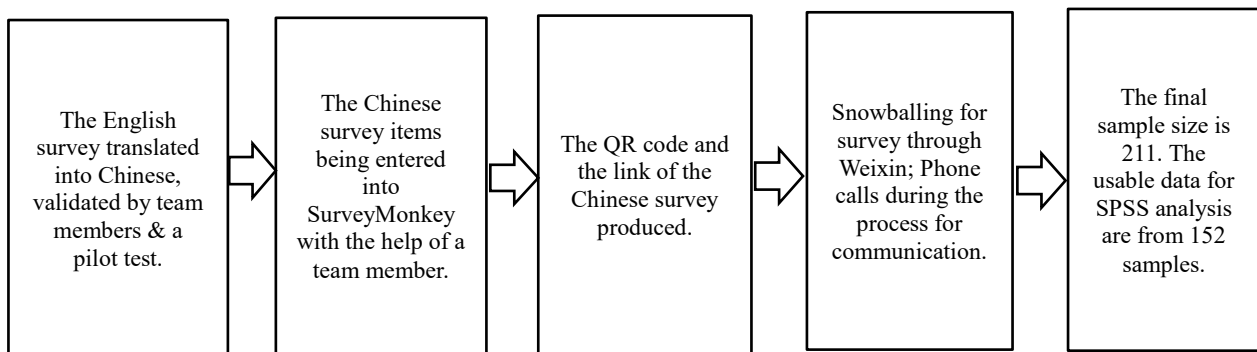 The English
survey translated
into Chinese,
validated by team
members & a
pilot test.
The Chinese
survey items
being entered
into
SurveyMonkey
with the help of a
team member.
The QR code and
the link of the
Chinese survey
produced.
Snowballing for
survey through
Weixin; Phone
calls during the
process for
communication.
The final
sample size is
211. The
usable data for
SPSS analysis
are from 152
samples.